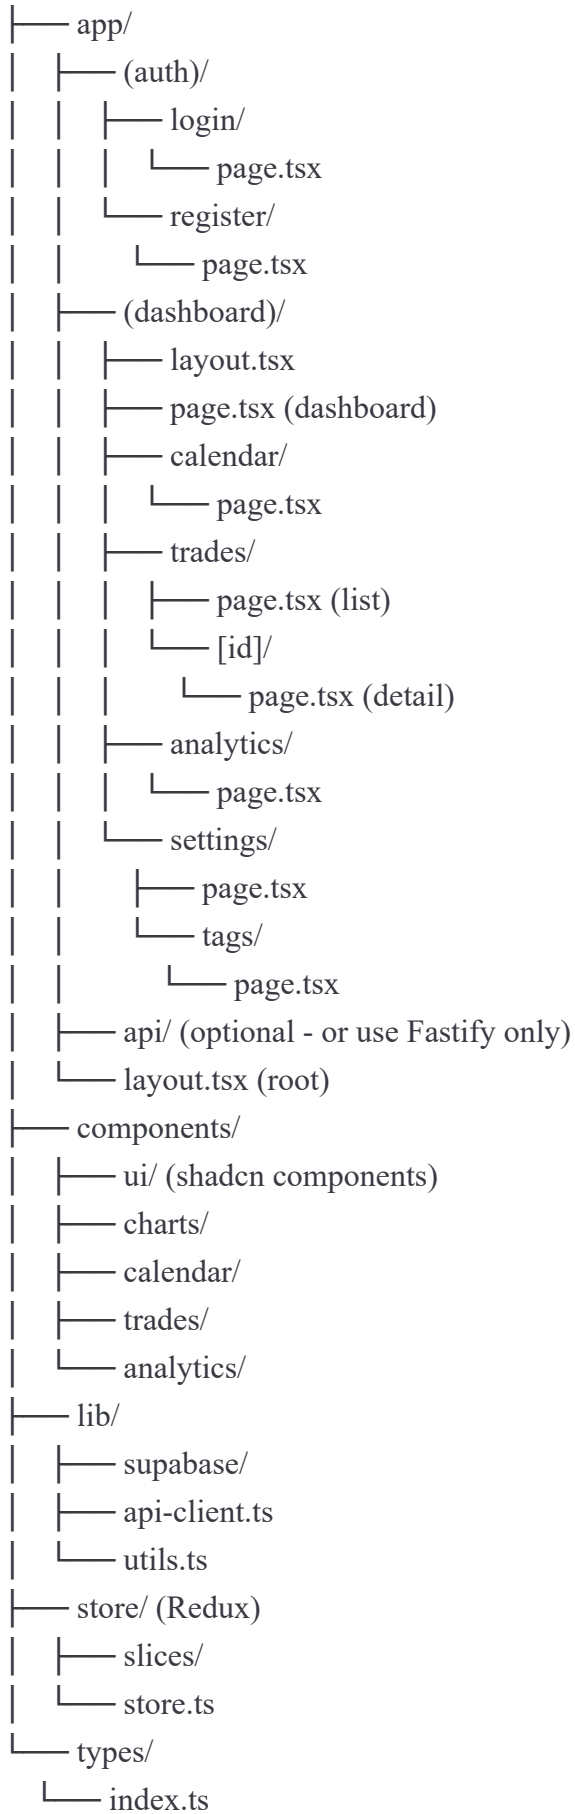 ├── app/
│   ├── (auth)/
│   │   ├── login/
│   │   │   └── page.tsx
│   │   └── register/
│   │       └── page.tsx
│   ├── (dashboard)/
│   │   ├── layout.tsx
│   │   ├── page.tsx (dashboard)
│   │   ├── calendar/
│   │   │   └── page.tsx
│   │   ├── trades/
│   │   │   ├── page.tsx (list)
│   │   │   └── [id]/
│   │   │       └── page.tsx (detail)
│   │   ├── analytics/
│   │   │   └── page.tsx
│   │   └── settings/
│   │       ├── page.tsx
│   │       └── tags/
│   │           └── page.tsx
│   ├── api/ (optional - or use Fastify only)
│   └── layout.tsx (root)
├── components/
│   ├── ui/ (shadcn components)
│   ├── charts/
│   ├── calendar/
│   ├── trades/
│   └── analytics/
├── lib/
│   ├── supabase/
│   ├── api-client.ts
│   └── utils.ts
├── store/ (Redux)
│   ├── slices/
│   └── store.ts
└── types/
    └── index.ts